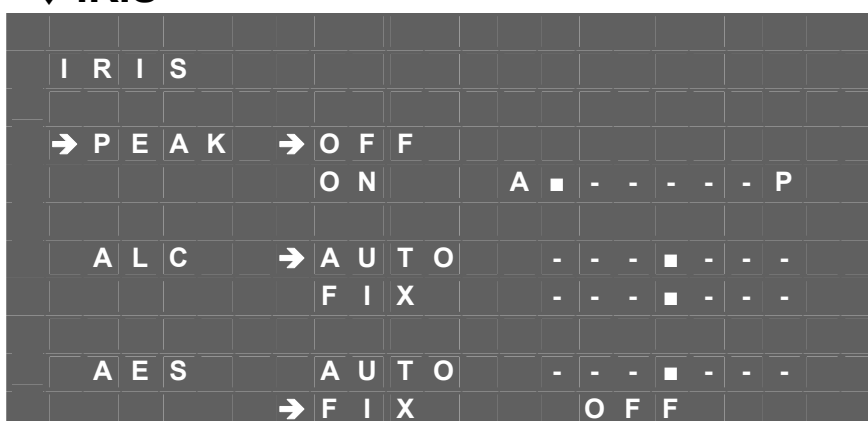 IRIS
➔ PEAK ➔ OFF
ON A ■ - - - - - P
ALC ➔ AUTO - - - ■ - - -
FIX - - - ■ - - -
AES AUTO - - - ■ - - -
➔ FIX OFF